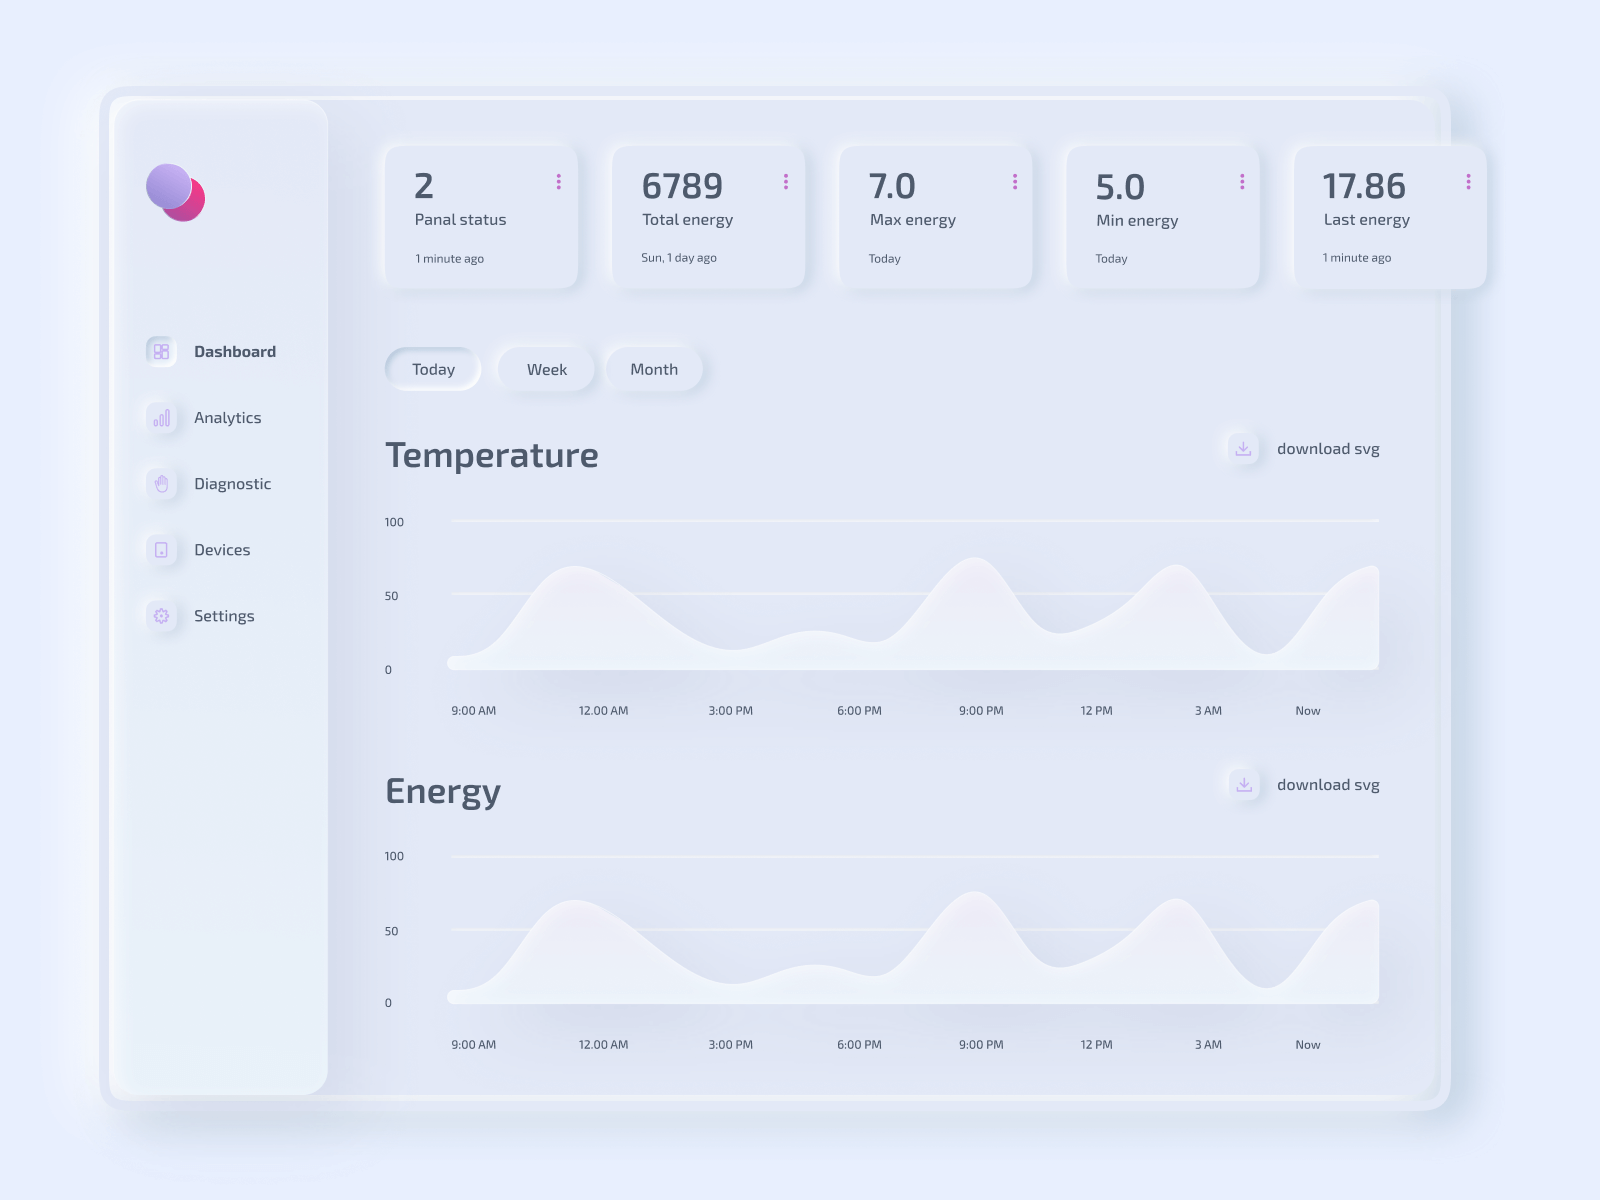 2
Panal status
1 minute ago
6789
Total energy
Sun, 1 day ago
7.0
Max energy
Today
5.0
Min energy
Today
17.86
Last energy
1 minute ago
Dashboard
Analytics
Diagnostic
Devices
Settings
Today
Week
Month
Temperature
download svg
100
50
0
9:00 AM
12.00 AM
3:00 PM
6:00 PM
9:00 PM
12 PM
3 AM
Now
Energy
download svg
100
50
0
9:00 AM
12.00 AM
3:00 PM
6:00 PM
9:00 PM
12 PM
3 AM
Now